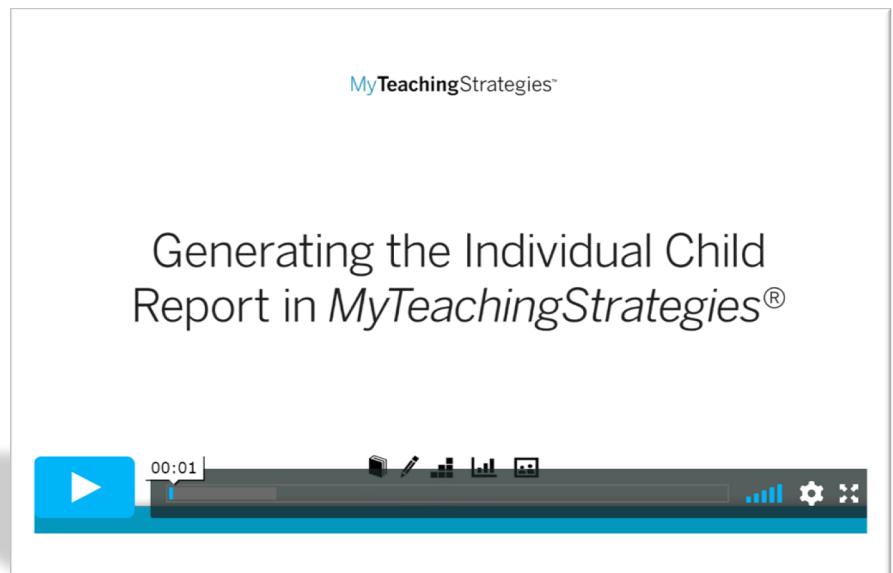 MyTeachingStrategies™
Generating the Individual Child
Report in MyTeachingStrategies®
00:01